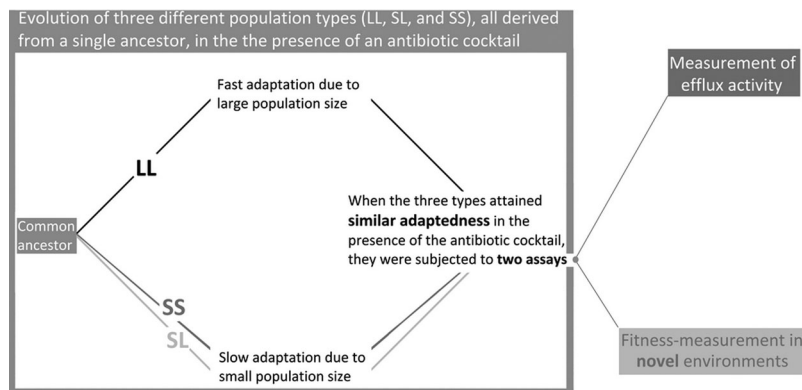 Evolution of three different population types (LL, SL, and SS), all derived
from a single ancestor, in the the presence of an antibiotic cocktail
Measurement of
efflux activity
Fast adaptation due to
large population size
LL
When the three types attained
similar adaptedness in the
presence of the antibiotic cocktail,
they were subjected to two assays
Common
ancestor
SS
SL
Slow adaptation due to
small population size
Fitness-measurement in
novel environments